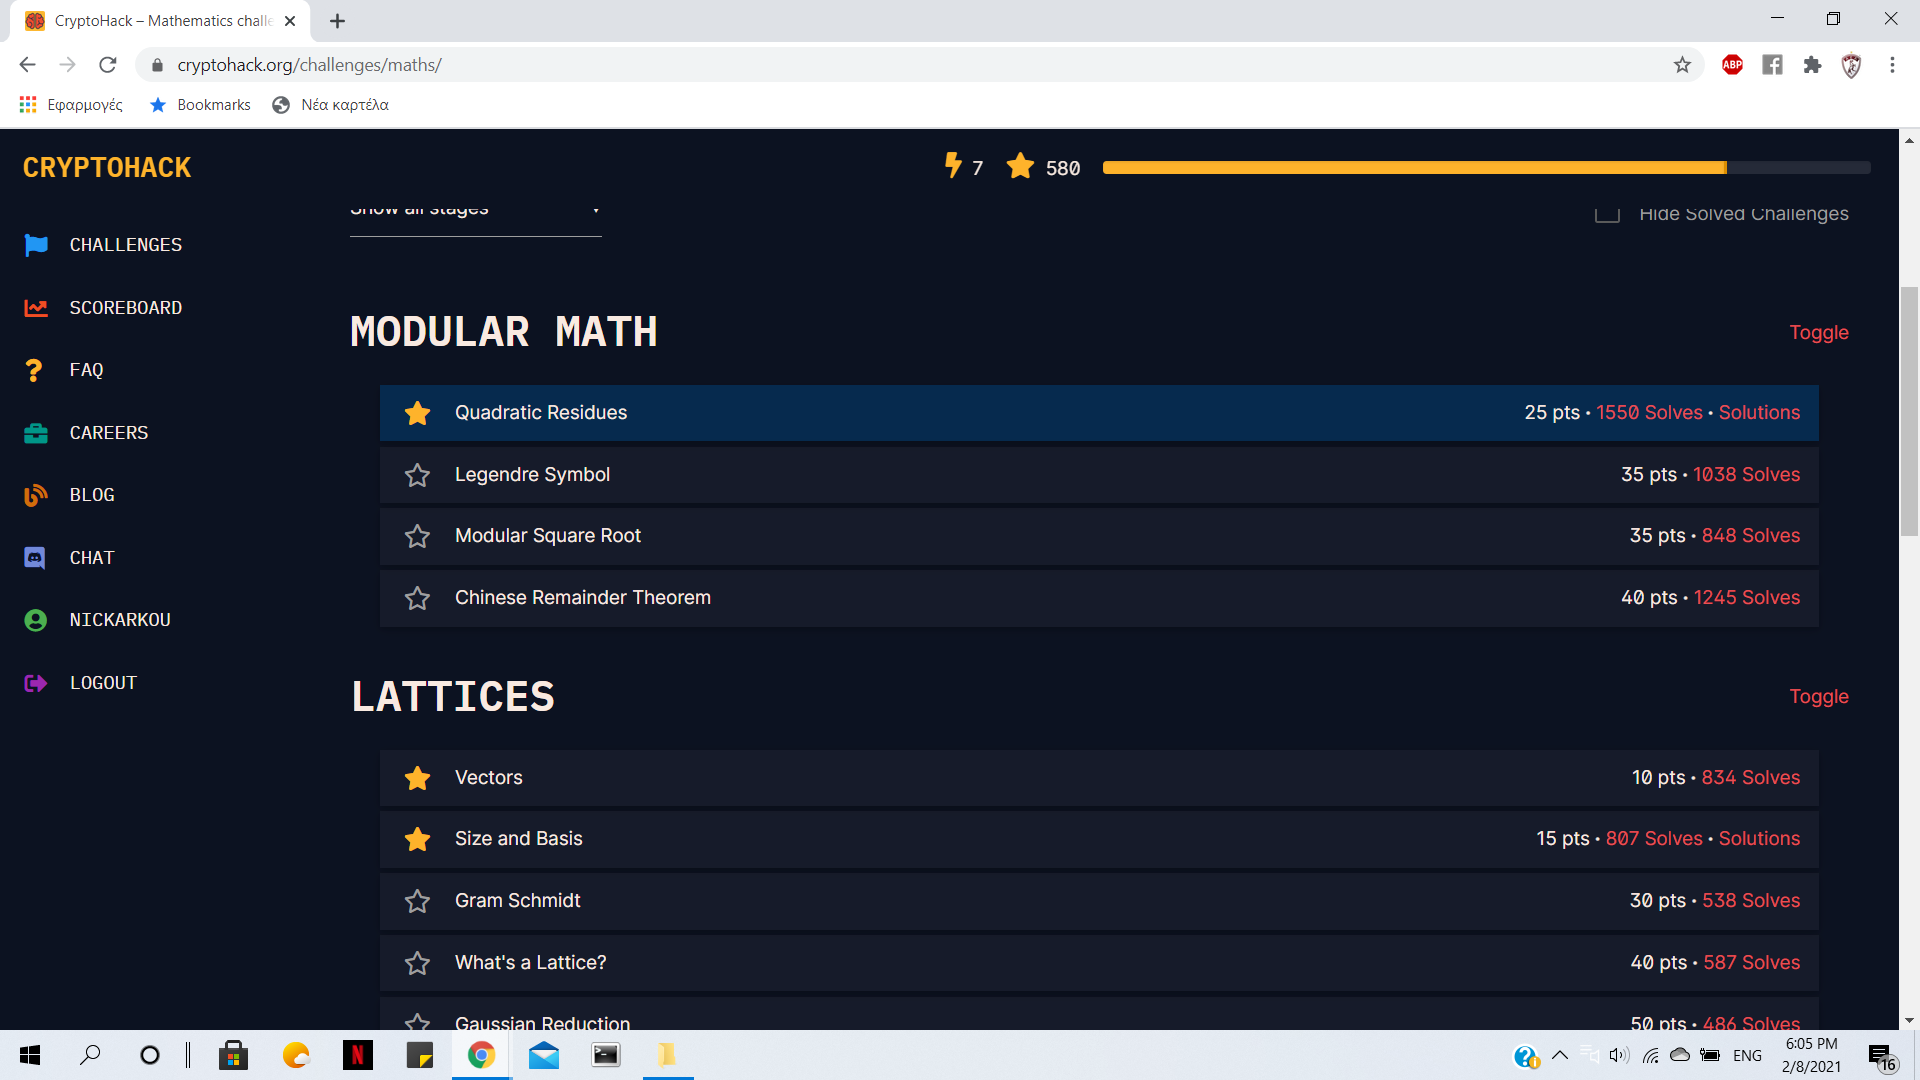 CryptoHack – Mathematics challe
cryptohack.org/challenges/maths/
ABP
Εφαρμογές Bookmarks Νέα καρτέλα
CRYPTOHACK
7 580
Show all stages
Hide Solved Challenges
CHALLENGES
SCOREBOARD
FAQ
CAREERS
BLOG
CHAT
NICKARKOU
LOGOUT
MODULAR MATH
Toggle
Quadratic Residues 25 pts · 1550 Solves · Solutions
Legendre Symbol 35 pts · 1038 Solves
Modular Square Root 35 pts · 848 Solves
Chinese Remainder Theorem 40 pts · 1245 Solves
LATTICES
Toggle
Vectors 10 pts · 834 Solves
Size and Basis 15 pts · 807 Solves · Solutions
Gram Schmidt 30 pts · 538 Solves
What's a Lattice? 40 pts · 587 Solves
Gaussian Reduction 50 pts · 486 Solves
N
ENG
6:05 PM
2/8/2021
16